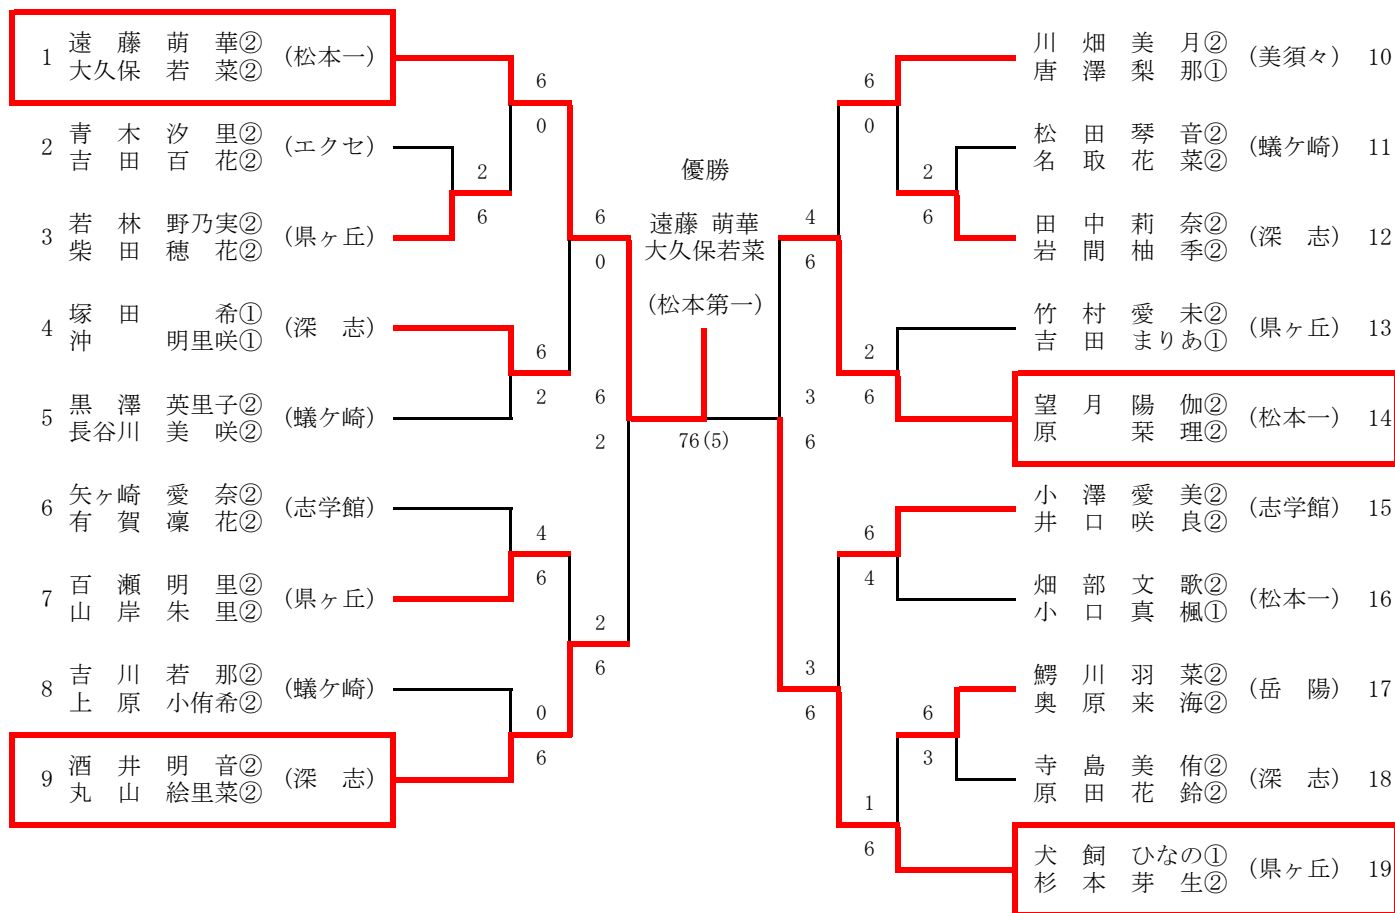 1 遠藤萌華② 大久保若菜② (松本一)
2 青木汐里② 吉田百花② (エクセ)
3 若林野乃実② 柴田穂花② (県ヶ丘)
4 塚田希① 沖明里咲① (深 志)
5 黒澤英里子② 長谷川美咲② (蟻ケ崎)
6 矢ヶ崎愛奈② 有賀凜花② (志学館)
7 百瀬明里② 山岸朱里② (県ヶ丘)
8 吉川若那② 上原小侑希② (蟻ケ崎)
9 酒井明音② 丸山絵里菜② (深 志)
6
0
2
6
6
2
4
6
0
6
6
0
2
6
6
2
優勝
遠藤 萌華
大久保若菜
(松本第一)
76(5)
3
6
4
6
3
6
6
0
2
6
6
4
1
6
2
6
6
3
川畑美月② 唐澤梨那① (美須々) 10
松田琴音② 名取花菜② (蟻ケ崎) 11
田中莉奈② 岩間柚季② (深 志) 12
竹村愛未② 吉田まりあ① (県ヶ丘) 13
望月陽伽② 原栞理② (松本一) 14
小澤愛美② 井口咲良② (志学館) 15
畑部文歌② 小口真楓① (松本一) 16
鰐川羽菜② 奥原来海② (岳 陽) 17
寺島美侑② 原田花鈴② (深 志) 18
犬飼ひなの① 杉本芽生② (県ヶ丘) 19